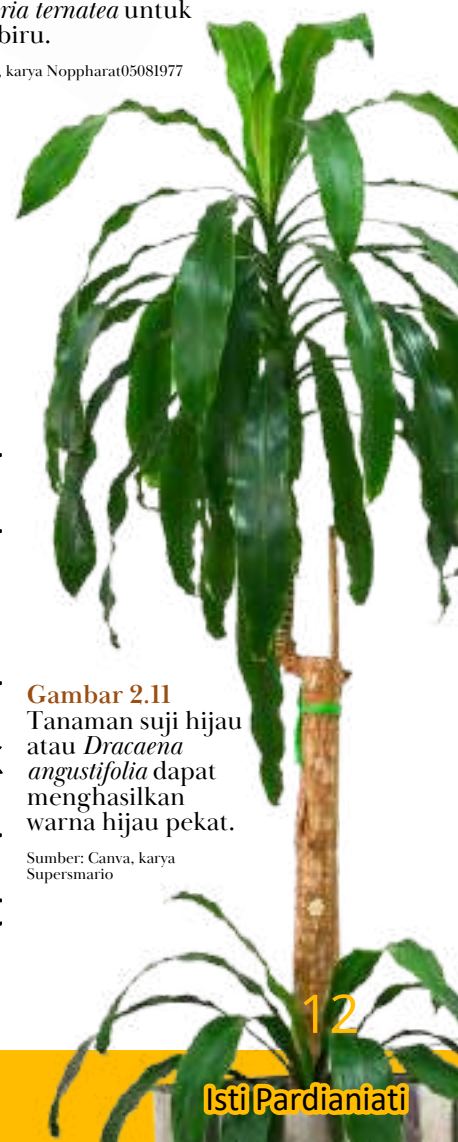 ria ternatea untuk
biru.
, karya Noppharat05081977
Gambar 2.11
Tanaman suji hijau
atau Dracaena
angustifolia dapat
menghasilkan
warna hijau pekat.
Sumber: Canva, karya
Supersmario
12
Isti Pardianiati